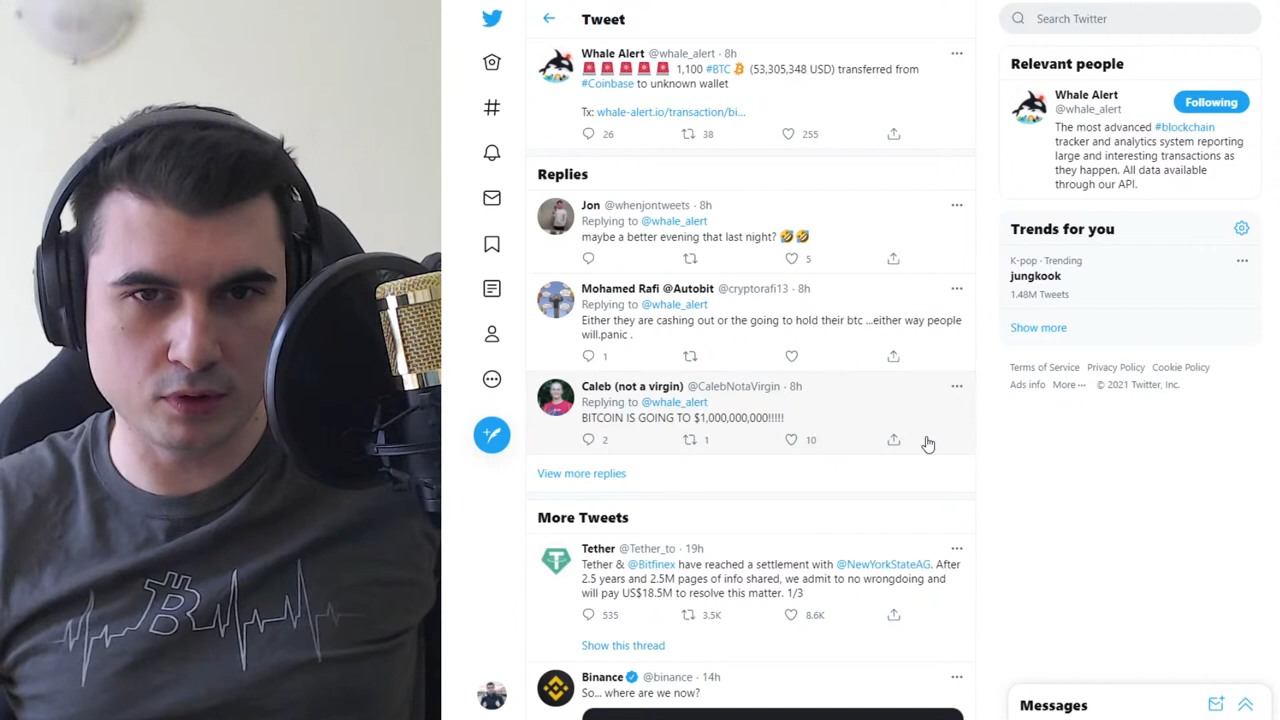 Tweet
Whale Alert @whale_alert · 8h
🚨 🚨 🚨 🚨 🚨 1,100 #BTC (53,305,348 USD) transferred from
#Coinbase to unknown wallet
Tx: whale-alert.io/transaction/bi...
26 38 255
Replies
Jon @whenjontweets · 8h
Replying to @whale_alert
maybe a better evening that last night? 🤣🤣
5
Mohamed Rafi @Autobit @cryptorafi13 · 8h
Replying to @whale_alert
Either they are cashing out or the going to hold their btc ...either way people
will.panic .
1
Caleb (not a virgin) @CalebNotaVirgin · 8h
Replying to @whale_alert
BITCOIN IS GOING TO $1,000,000,000!!!!!
2 1 10
View more replies
More Tweets
Tether @Tether_to · 19h
Tether & @Bitfinex have reached a settlement with @NewYorkStateAG. After
2.5 years and 2.5M pages of info shared, we admit to no wrongdoing and
will pay US$18.5M to resolve this matter. 1/3
535 3.5K 8.6K
Show this thread
Binance @binance · 14h
So... where are we now?
Search Twitter
Relevant people
Whale Alert
@whale_alert
Following
The most advanced #blockchain
tracker and analytics system reporting
large and interesting transactions as
they happen. All data available
through our API.
Trends for you
K-pop · Trending
jungkook
1.48M Tweets
Show more
Terms of Service Privacy Policy Cookie Policy
Ads info More ··· © 2021 Twitter, Inc.
Messages